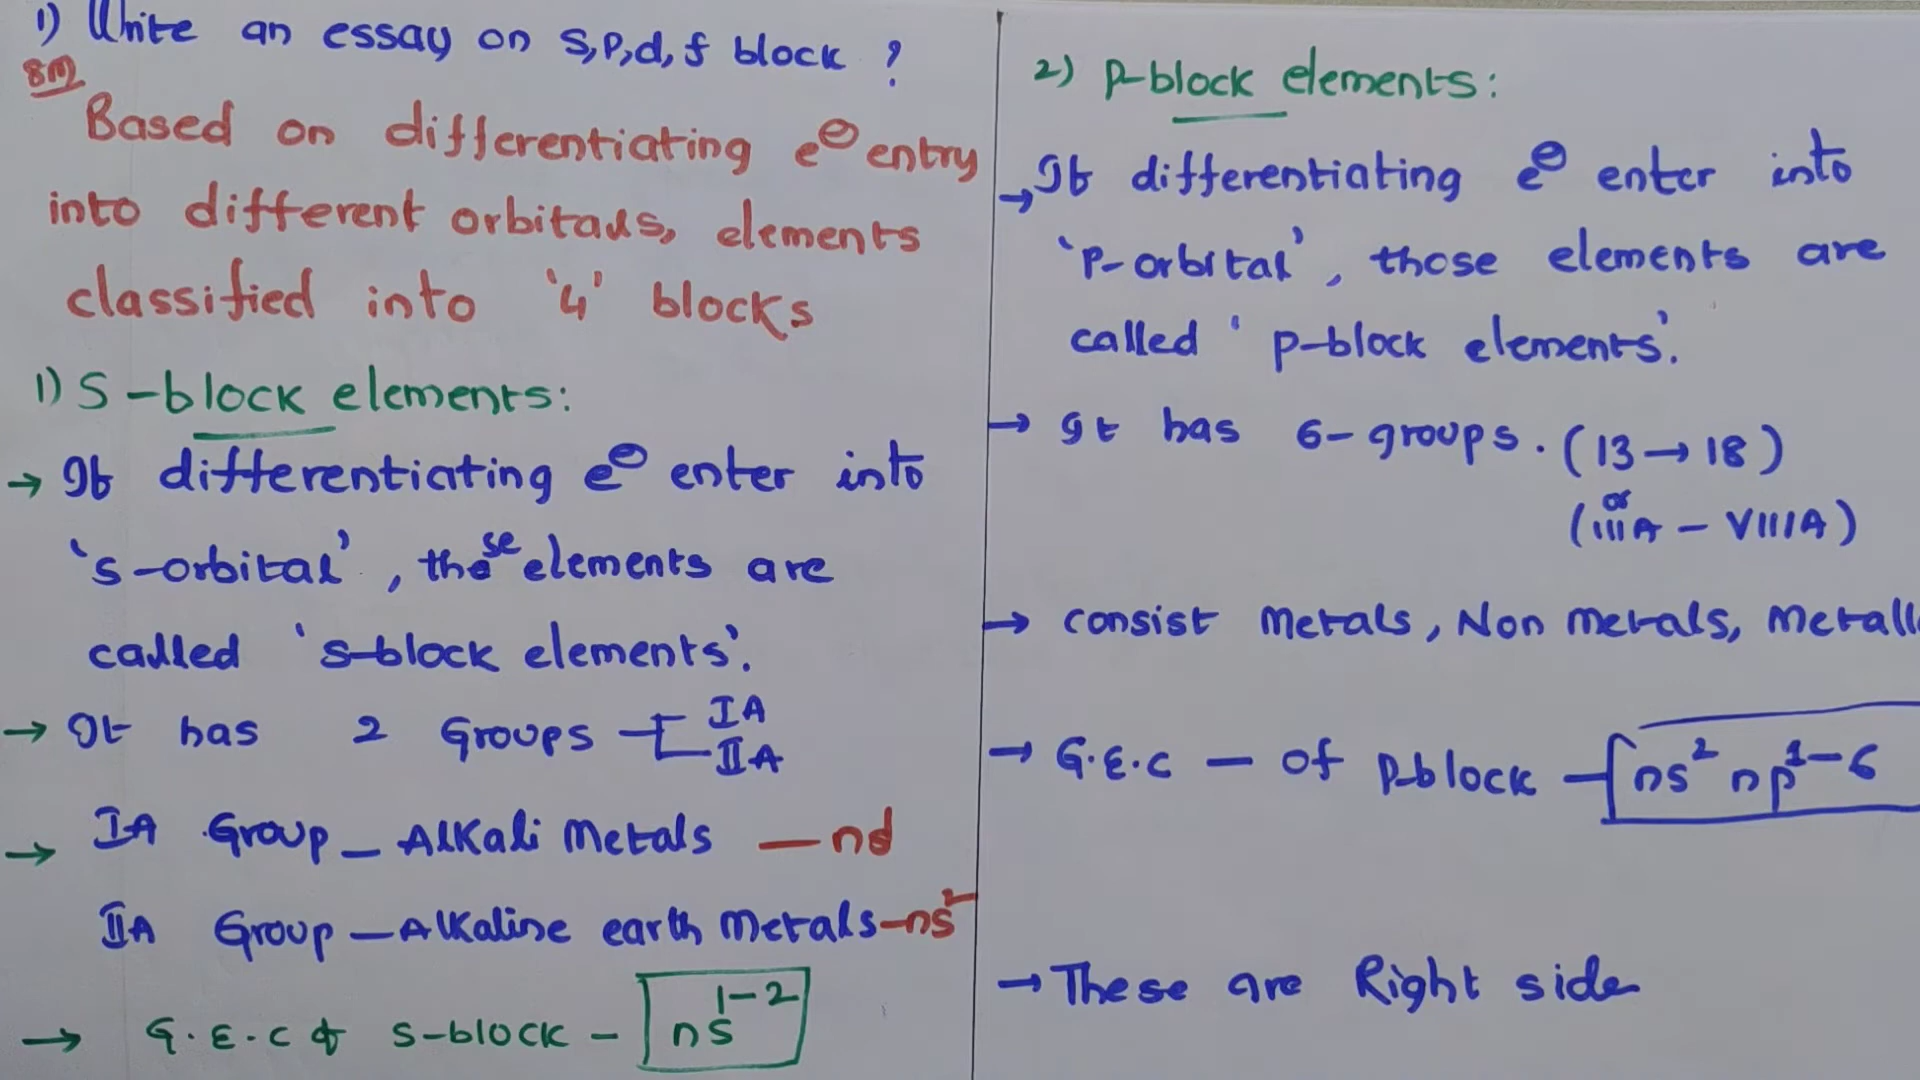 1) Write an essay on s,p,d,f block ?
8M
Based on differentiating e⊖ entry
into different orbitals, elements
classified into '4' blocks
1) S-block elements:
→ If differentiating e⊖ enter into
's-orbital', these elements are
called 's-block elements'.
→ It has 2 Groups - IA
IIA
→ IA Group - Alkali Metals - ns¹
IIA Group - Alkaline earth Metals - ns²
→ G.E.C of s-block - ns¹⁻²
2) p-block elements:
→ If differentiating e⊖ enter into
'p-orbital', those elements are
called 'p-block elements'.
→ It has 6-groups. (13→18)
or
(IIIA - VIIIA)
→ consist Metals, Non metals, Metall
→ G.E.C - of p-block - ns² np¹⁻⁶
→ These are Right side